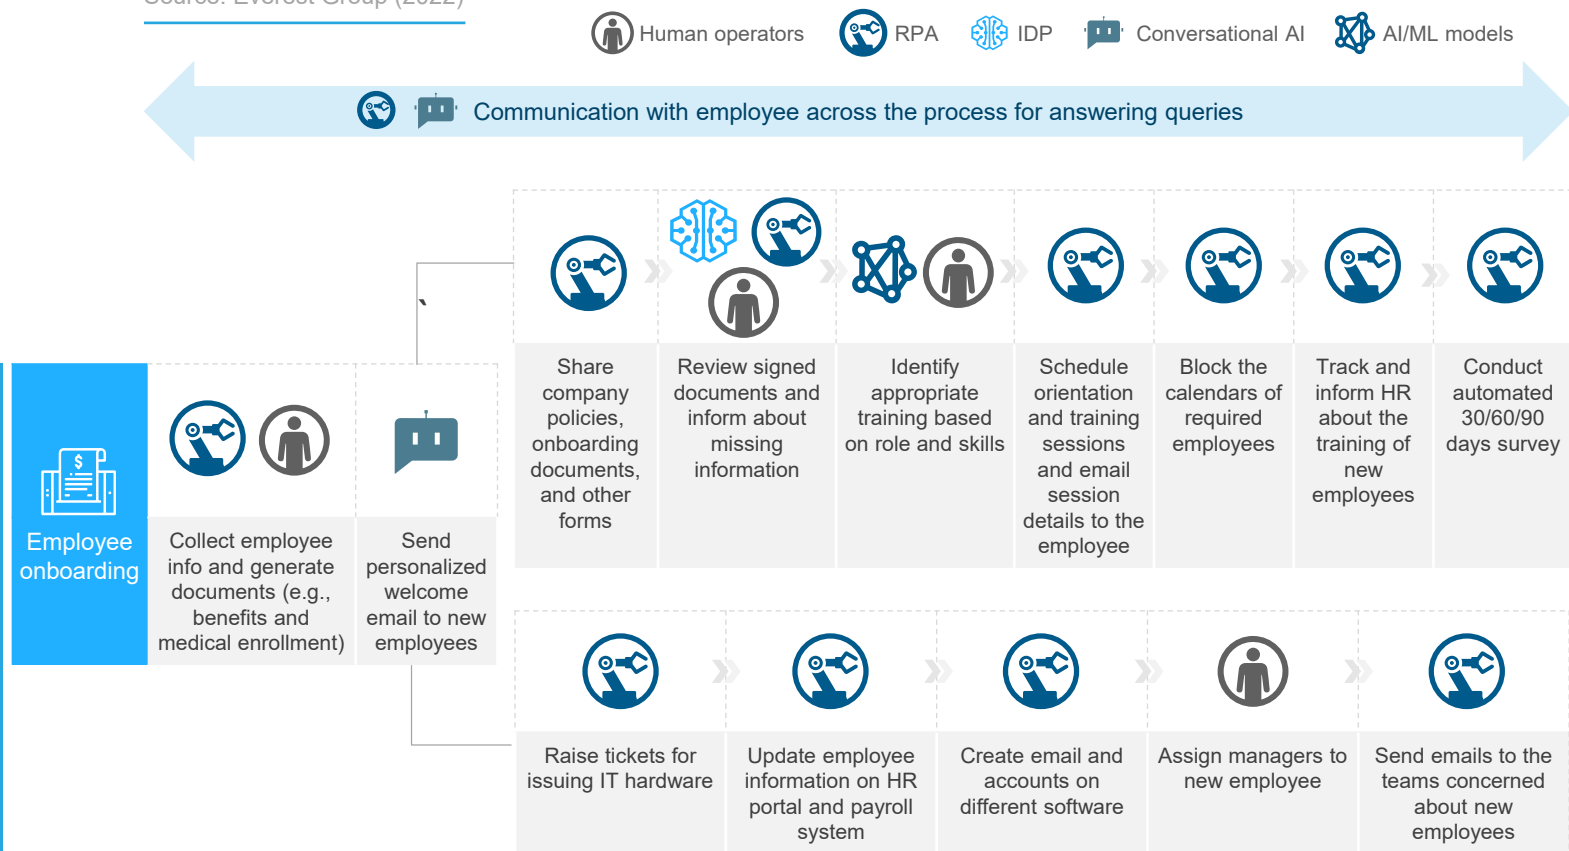 Source: Everest Group (2022)
Human operators
RPA
IDP
Conversational AI
AI/ML models
Communication with employee across the process for answering queries
Share
company
policies,
onboarding
documents,
and other
forms
Review signed
documents and
inform about
missing
information
Identify
appropriate
training based
on role and skills
Schedule
orientation
and training
sessions
and email
session
details to the
employee
Block the
calendars of
required
employees
Track and
inform HR
about the
training of
new
employees
Conduct
automated
30/60/90
days survey
$
Employee
onboarding
Collect employee
info and generate
documents (e.g.,
benefits and
medical enrollment)
Send
personalized
welcome
email to new
employees
Raise tickets for
issuing IT hardware
Update employee
information on HR
portal and payroll
system
Create email and
accounts on
different software
Assign managers to
new employee
Send emails to the
teams concerned
about new
employees